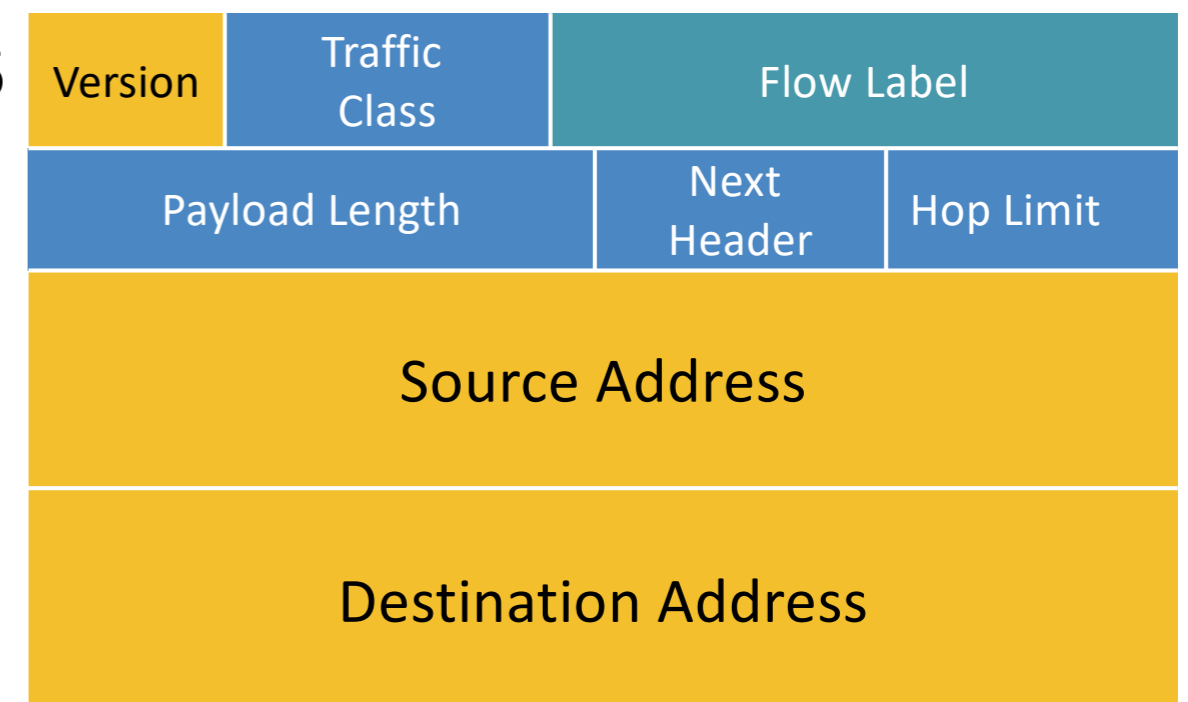 Version
Traffic
Class
Flow Label
Payload Length
Next
Header
Hop Limit
Source Address
Destination Address